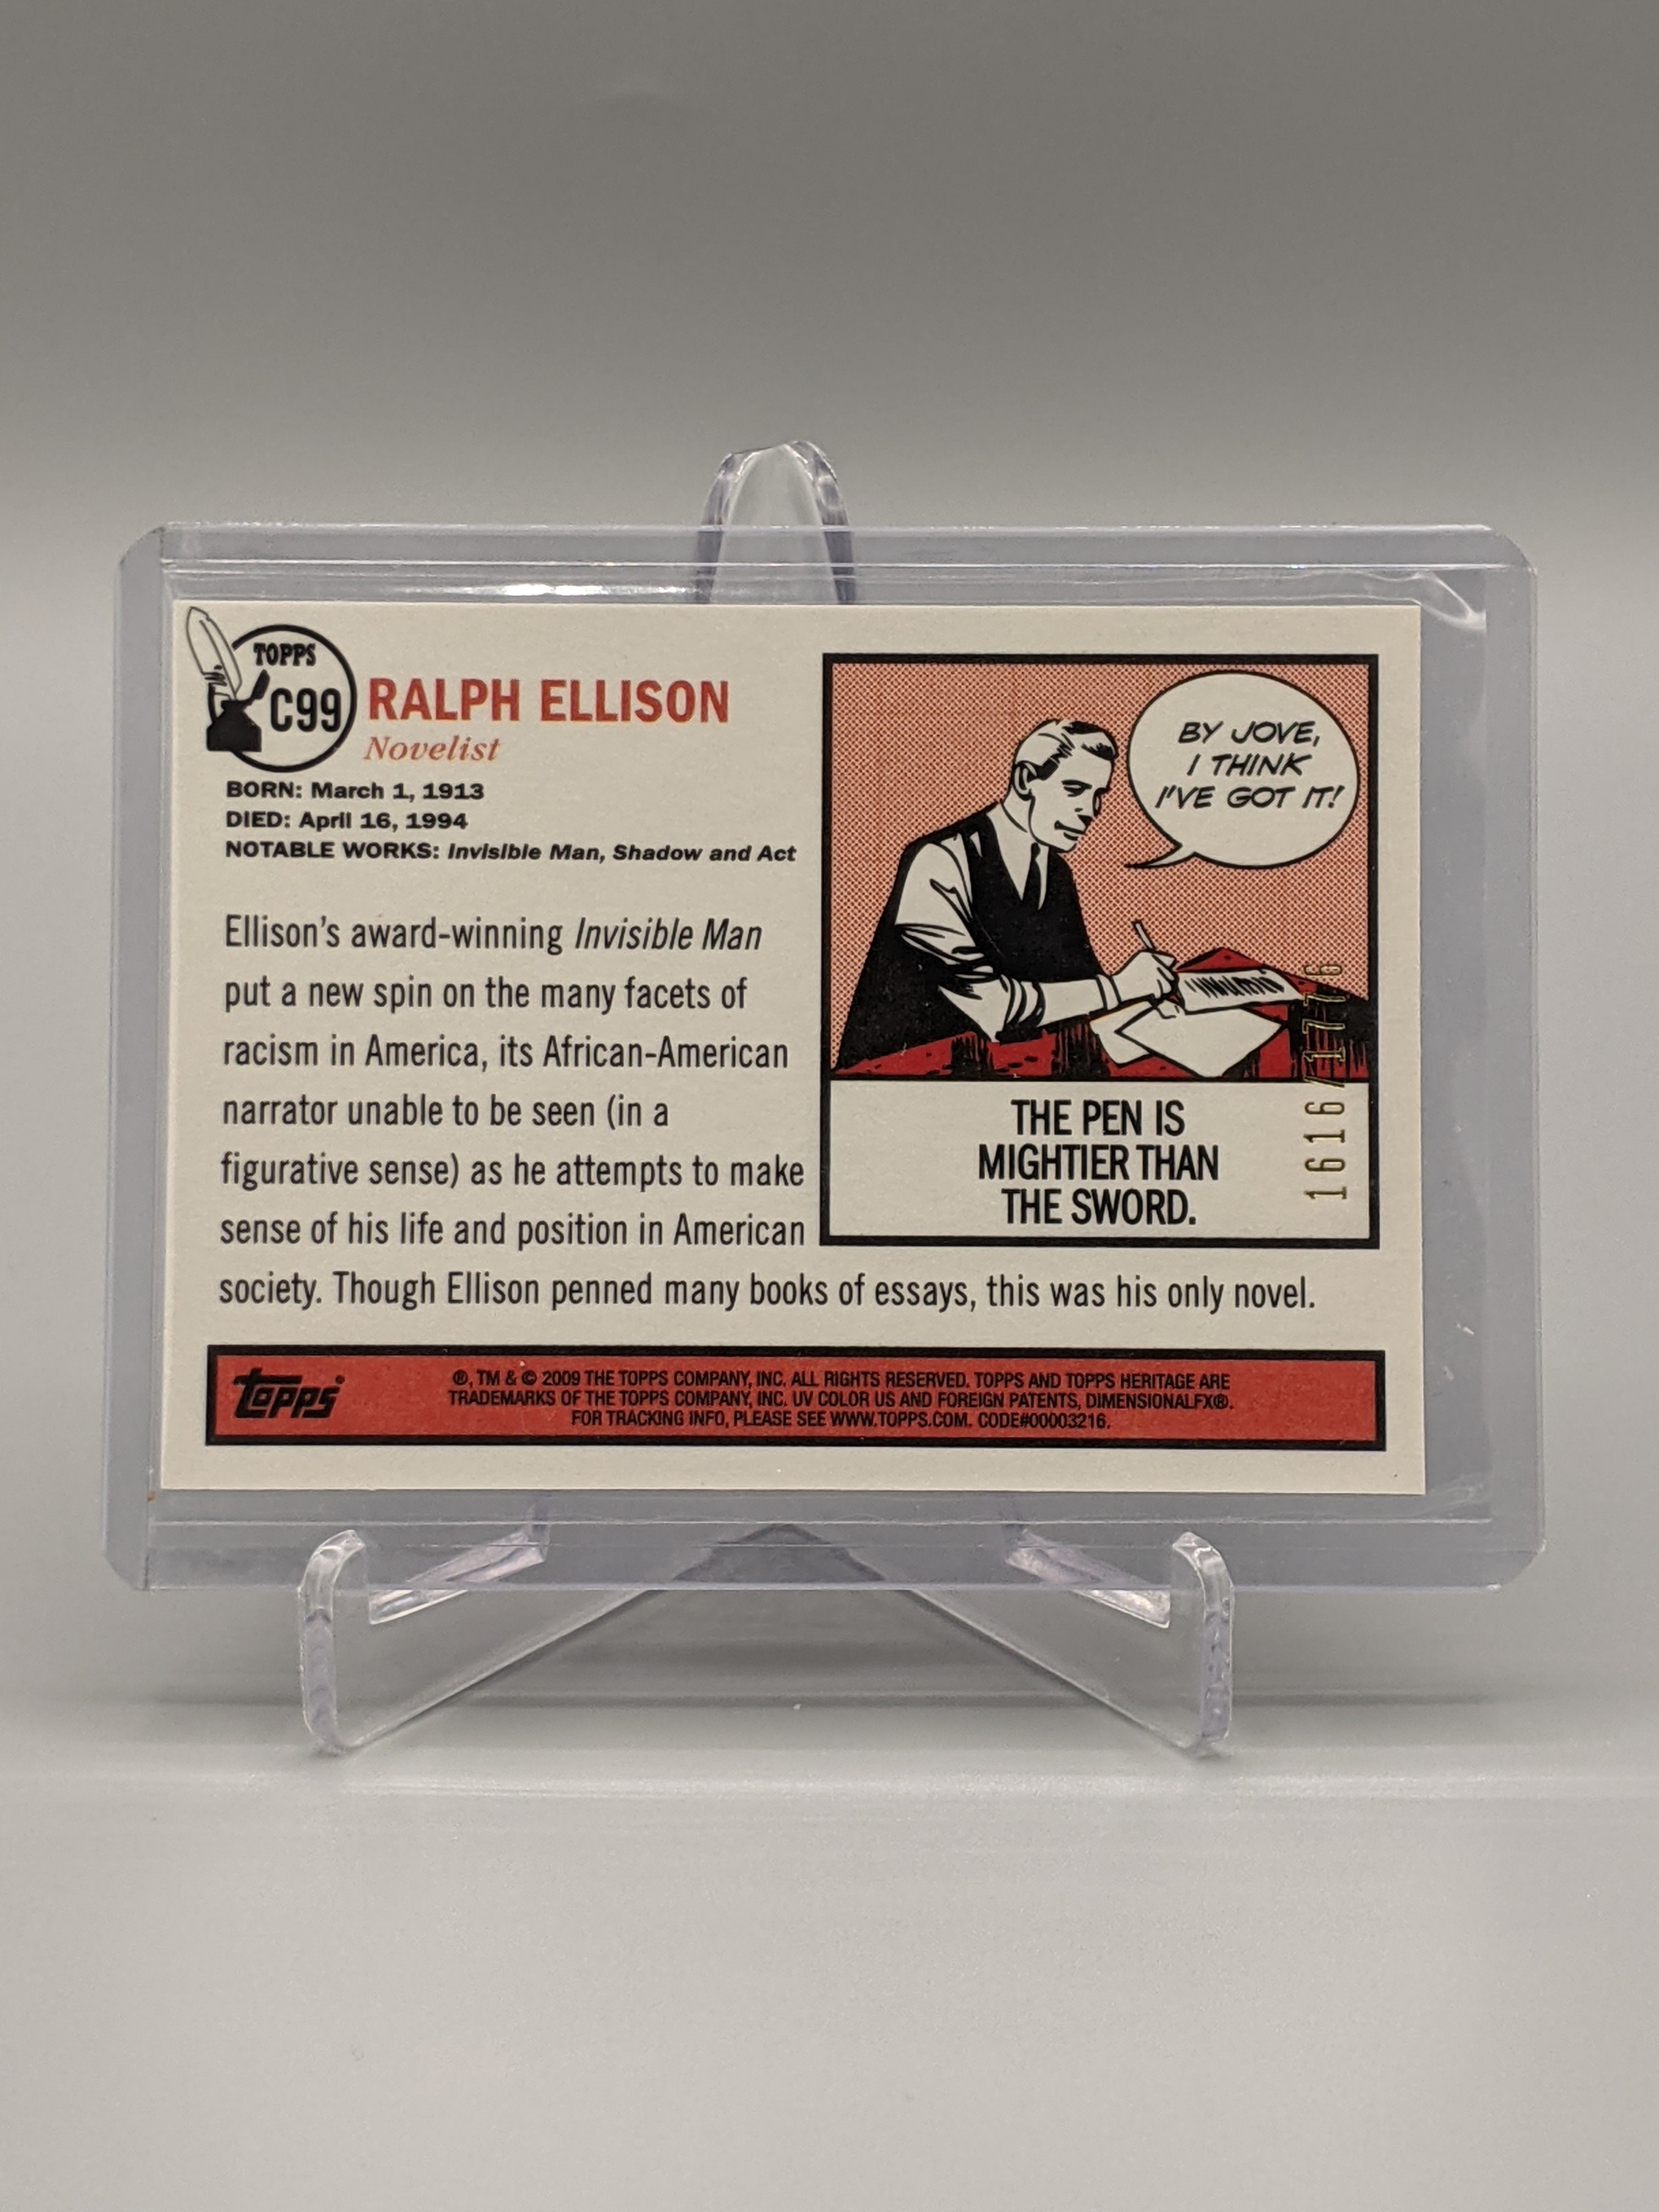 TOPPS
C99
RALPH ELLISON
Novelist
BORN: March 1, 1913
DIED: April 16, 1994
NOTABLE WORKS: Invisible Man, Shadow and Act
Ellison's award-winning Invisible Man
put a new spin on the many facets of
racism in America, its African-American
narrator unable to be seen (in a
figurative sense) as he attempts to make
sense of his life and position in American
society. Though Ellison penned many books of essays, this was his only novel.
BY JOVE,
I THINK
I'VE GOT IT!
THE PEN IS
MIGHTIER THAN
THE SWORD.
1616/1776
topps®
®, TM & © 2009 THE TOPPS COMPANY, INC. ALL RIGHTS RESERVED. TOPPS AND TOPPS HERITAGE ARE
TRADEMARKS OF THE TOPPS COMPANY, INC. UV COLOR US AND FOREIGN PATENTS, DIMENSIONALFX®.
FOR TRACKING INFO, PLEASE SEE WWW.TOPPS.COM. CODE#00003216.